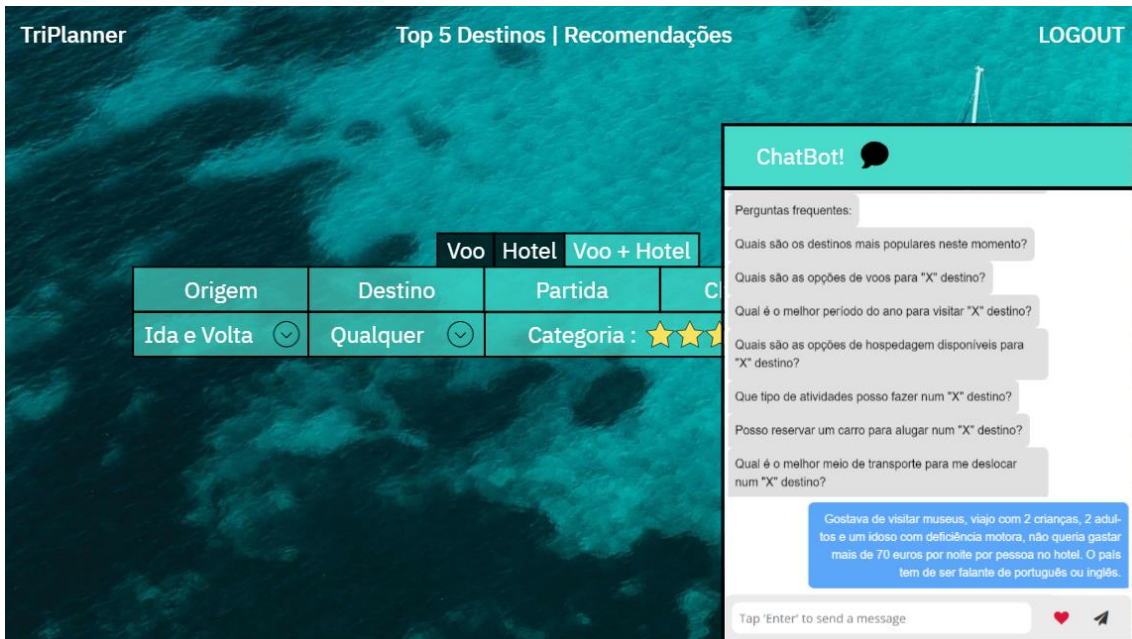 TriPlanner
Top 5 Destinos | Recomendações
LOGOUT
Voo Hotel Voo + Hotel
Origem Destino Partida
Ida e Volta Qualquer Categoria :
ChatBot!
Perguntas frequentes:
Quais são os destinos mais populares neste momento?
Quais são as opções de voos para "X" destino?
Qual é o melhor período do ano para visitar "X" destino?
Quais são as opções de hospedagem disponíveis para
"X" destino?
Que tipo de atividades posso fazer num "X" destino?
Posso reservar um carro para alugar num "X" destino?
Qual é o melhor meio de transporte para me deslocar
num "X" destino?
Gostava de visitar museus, viajo com 2 crianças, 2 adul-
tos e um idoso com deficiência motora, não queria gastar
mais de 70 euros por noite por pessoa no hotel. O país
tem de ser falante de português ou inglês.
Tap 'Enter' to send a message